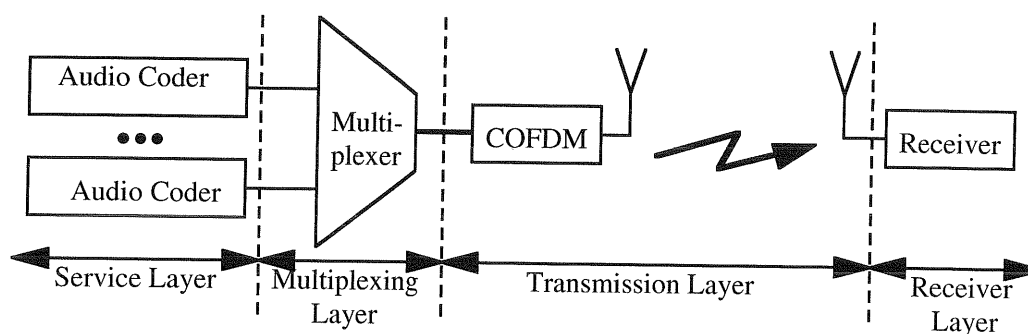 Audio Coder
Audio Coder
Multi-
plexer
COFDM
Receiver
Service Layer
Multiplexing
Layer
Transmission Layer
Receiver
Layer